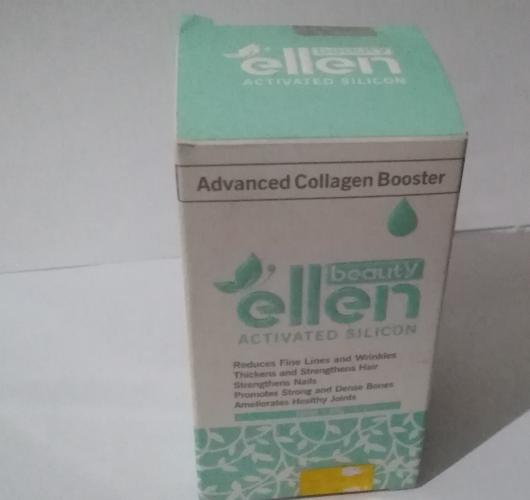 beauty
ellen
ACTIVATED SILICON
Advanced Collagen Booster
beauty
ellen
ACTIVATED SILICON
Reduces Fine Lines and Wrinkles
Thickens and Strengthens Hair
Strengthens Nails
Promotes Strong and Dense Bones
Ameliorates Healthy Joints